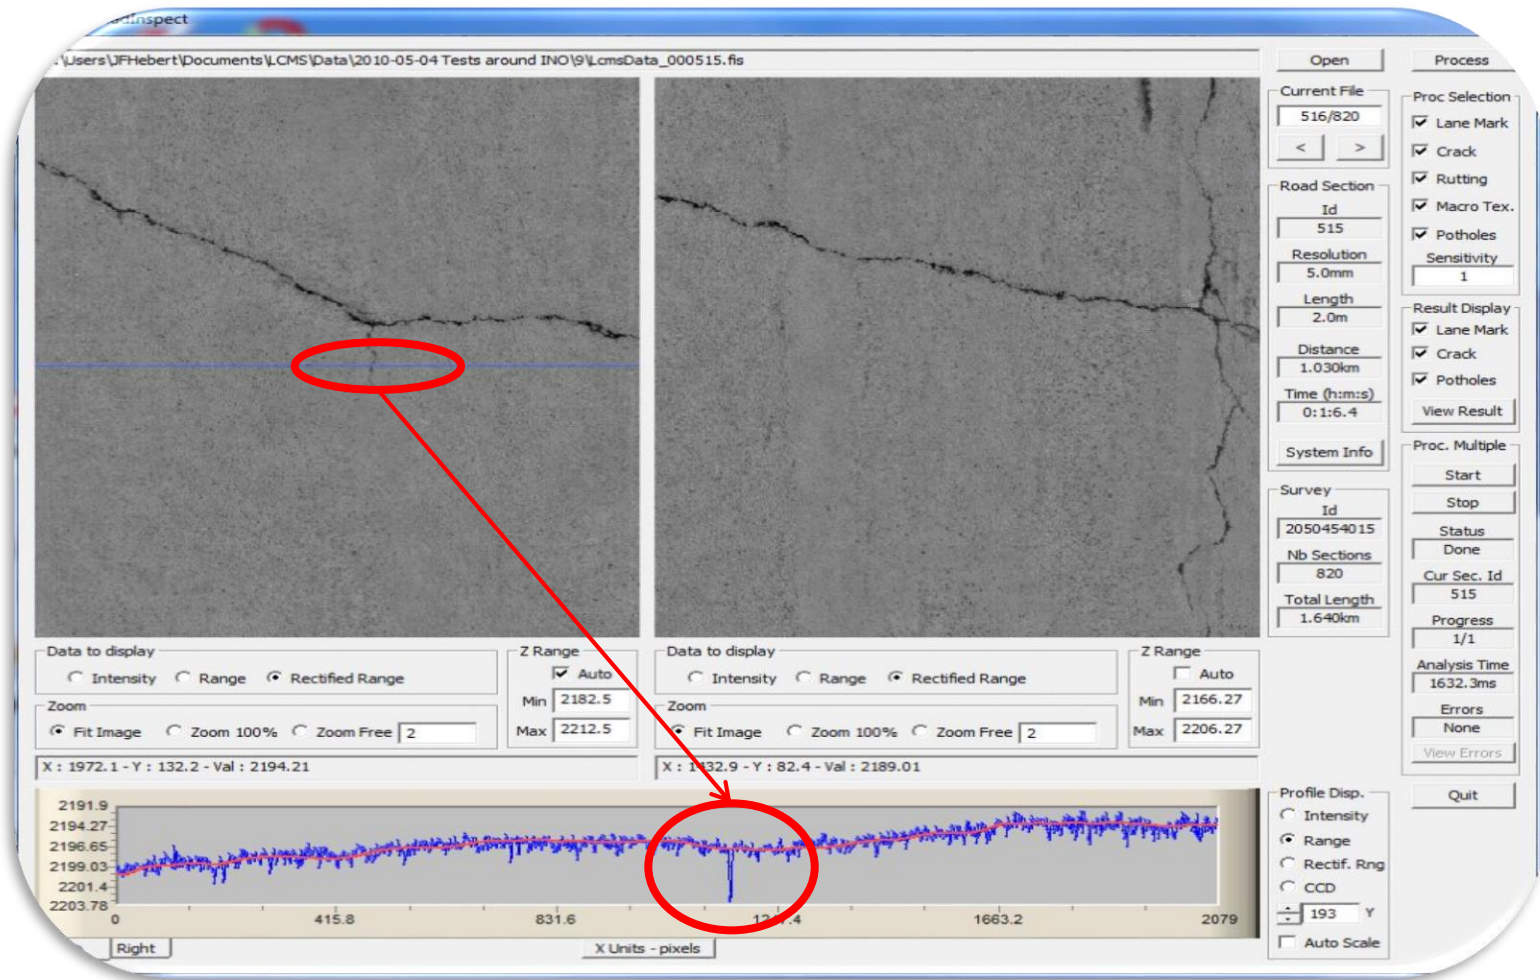 \Users\JFHebert\Documents\LCMS\Data\2010-05-04 Tests around INO\9\LcmsData_000515.fis
Open
Process
Current File
516/820
<
>
Proc Selection
Lane Mark
Crack
Rutting
Macro Tex.
Potholes
Sensitivity
1
Road Section
Id
515
Resolution
5.0mm
Length
2.0m
Distance
1.030km
Time (h:m:s)
0:1:6.4
System Info
Result Display
Lane Mark
Crack
Potholes
View Result
Survey
Id
2050454015
Nb Sections
820
Total Length
1.640km
Proc. Multiple
Start
Stop
Status
Done
Cur Sec. Id
515
Progress
1/1
Analysis Time
1632.3ms
Errors
None
View Errors
Quit
Data to display
Intensity Range Rectified Range
Z Range
Auto
Min 2182.5
Max 2212.5
Zoom
Fit Image Zoom 100% Zoom Free 2
X : 1972.1 - Y : 132.2 - Val : 2194.21
Data to display
Intensity Range Rectified Range
Z Range
Auto
Min 2166.27
Max 2206.27
Zoom
Fit Image Zoom 100% Zoom Free 2
X : 1432.9 - Y : 82.4 - Val : 2189.01
2191.9
2194.27
2196.65
2199.03
2201.4
2203.78
0 415.8 831.6 1663.2 2079
Right
X Units - pixels
Profile Disp.
Intensity
Range
Rectif. Rng
CCD
193 Y
Auto Scale